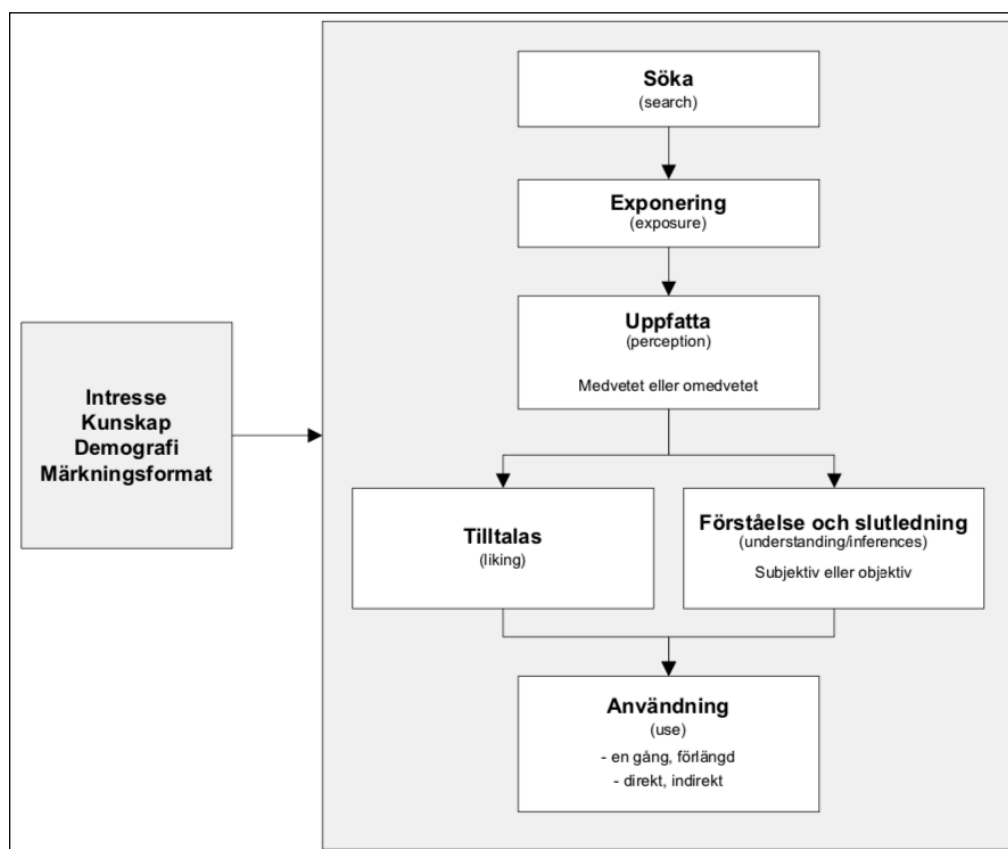 Söka
(search)
Exponering
(exposure)
Uppfatta
(perception)
Medvetet eller omedvetet
Intresse
Kunskap
Demografi
Märkningsformat
Tilltalas
(liking)
Förståelse och slutledning
(understanding/inferences)
Subjektiv eller objektiv
Användning
(use)
- en gång, förlängd
- direkt, indirekt